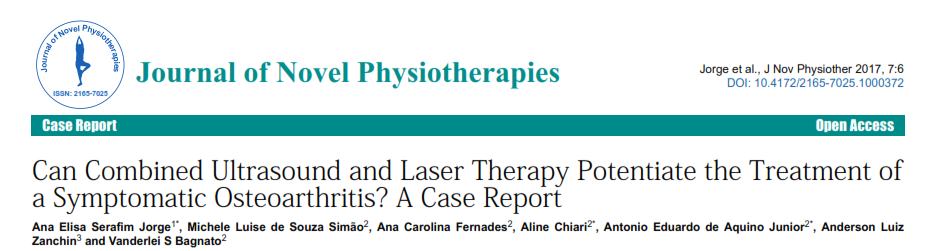 Journal of Novel Physiotherapies
ISSN: 2165-7025
Journal of Novel Physiotherapies
Jorge et al., J Nov Physiother 2017, 7:6
DOI: 10.4172/2165-7025.1000372
Case Report
Open Access
Can Combined Ultrasound and Laser Therapy Potentiate the Treatment of
a Symptomatic Osteoarthritis? A Case Report
Ana Elisa Serafim Jorge1*, Michele Luise de Souza Simão2, Ana Carolina Fernades2, Aline Chiari2*, Antonio Eduardo de Aquino Junior2*, Anderson Luiz
Zanchin3 and Vanderlei S Bagnato2